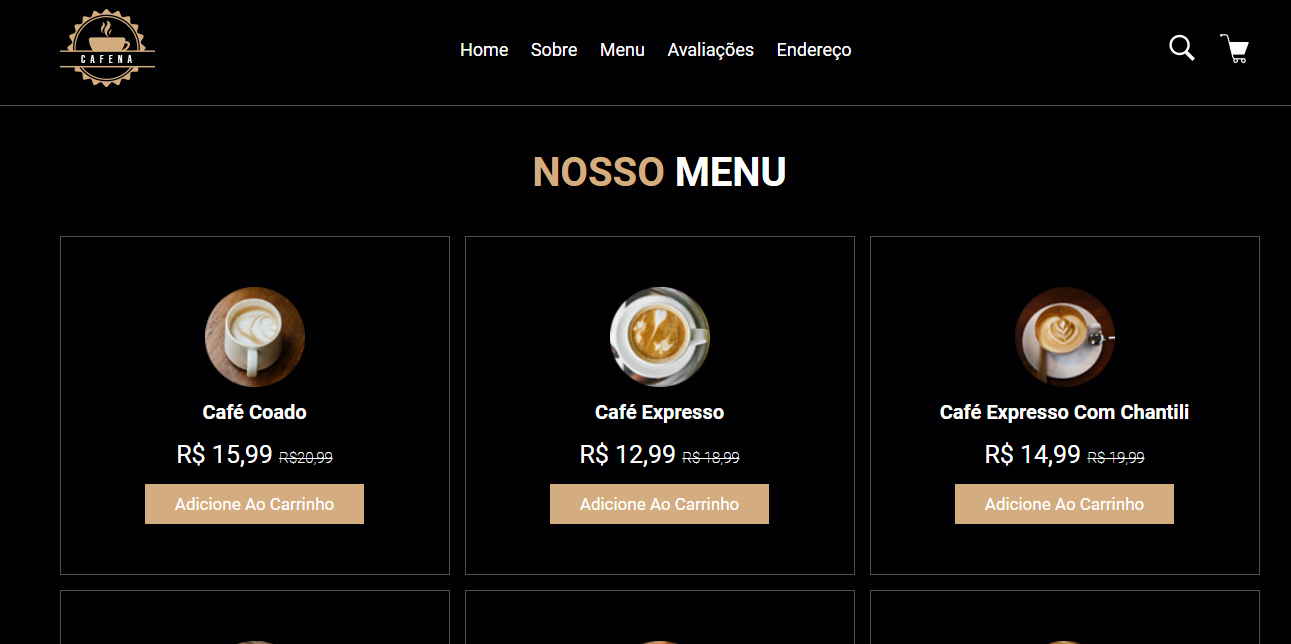 CAFENA
Home Sobre Menu Avaliações Endereço
NOSSO MENU
Café Coado
R$ 15,99 R$20,99
Adicione Ao Carrinho
Café Expresso
R$ 12,99 R$ 18,99
Adicione Ao Carrinho
Café Expresso Com Chantili
R$ 14,99 R$ 19,99
Adicione Ao Carrinho